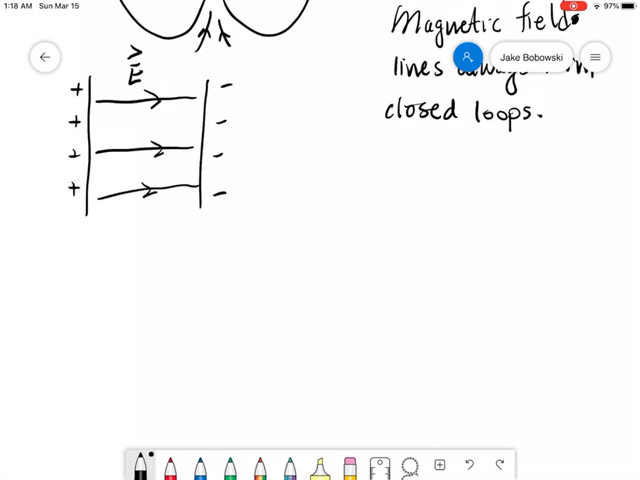 1:18 AM Sun Mar 15
97%
Magnetic field
Jake Bobowski
lines
closed loops.
E
+ −
+ −
+ −
+ −